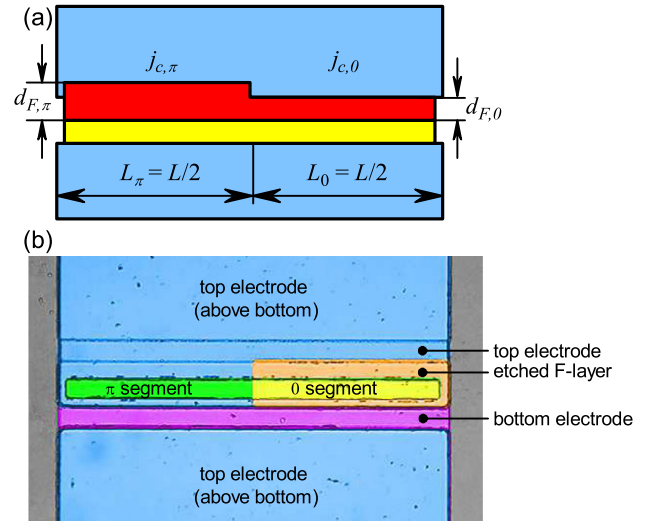 (a)
j_{c,π} j_{c,0}
d_{F,π} d_{F,0}
L_π = L/2 L_0 = L/2
(b)
top electrode
(above bottom)
top electrode
etched F-layer
π segment 0 segment
bottom electrode
top electrode
(above bottom)